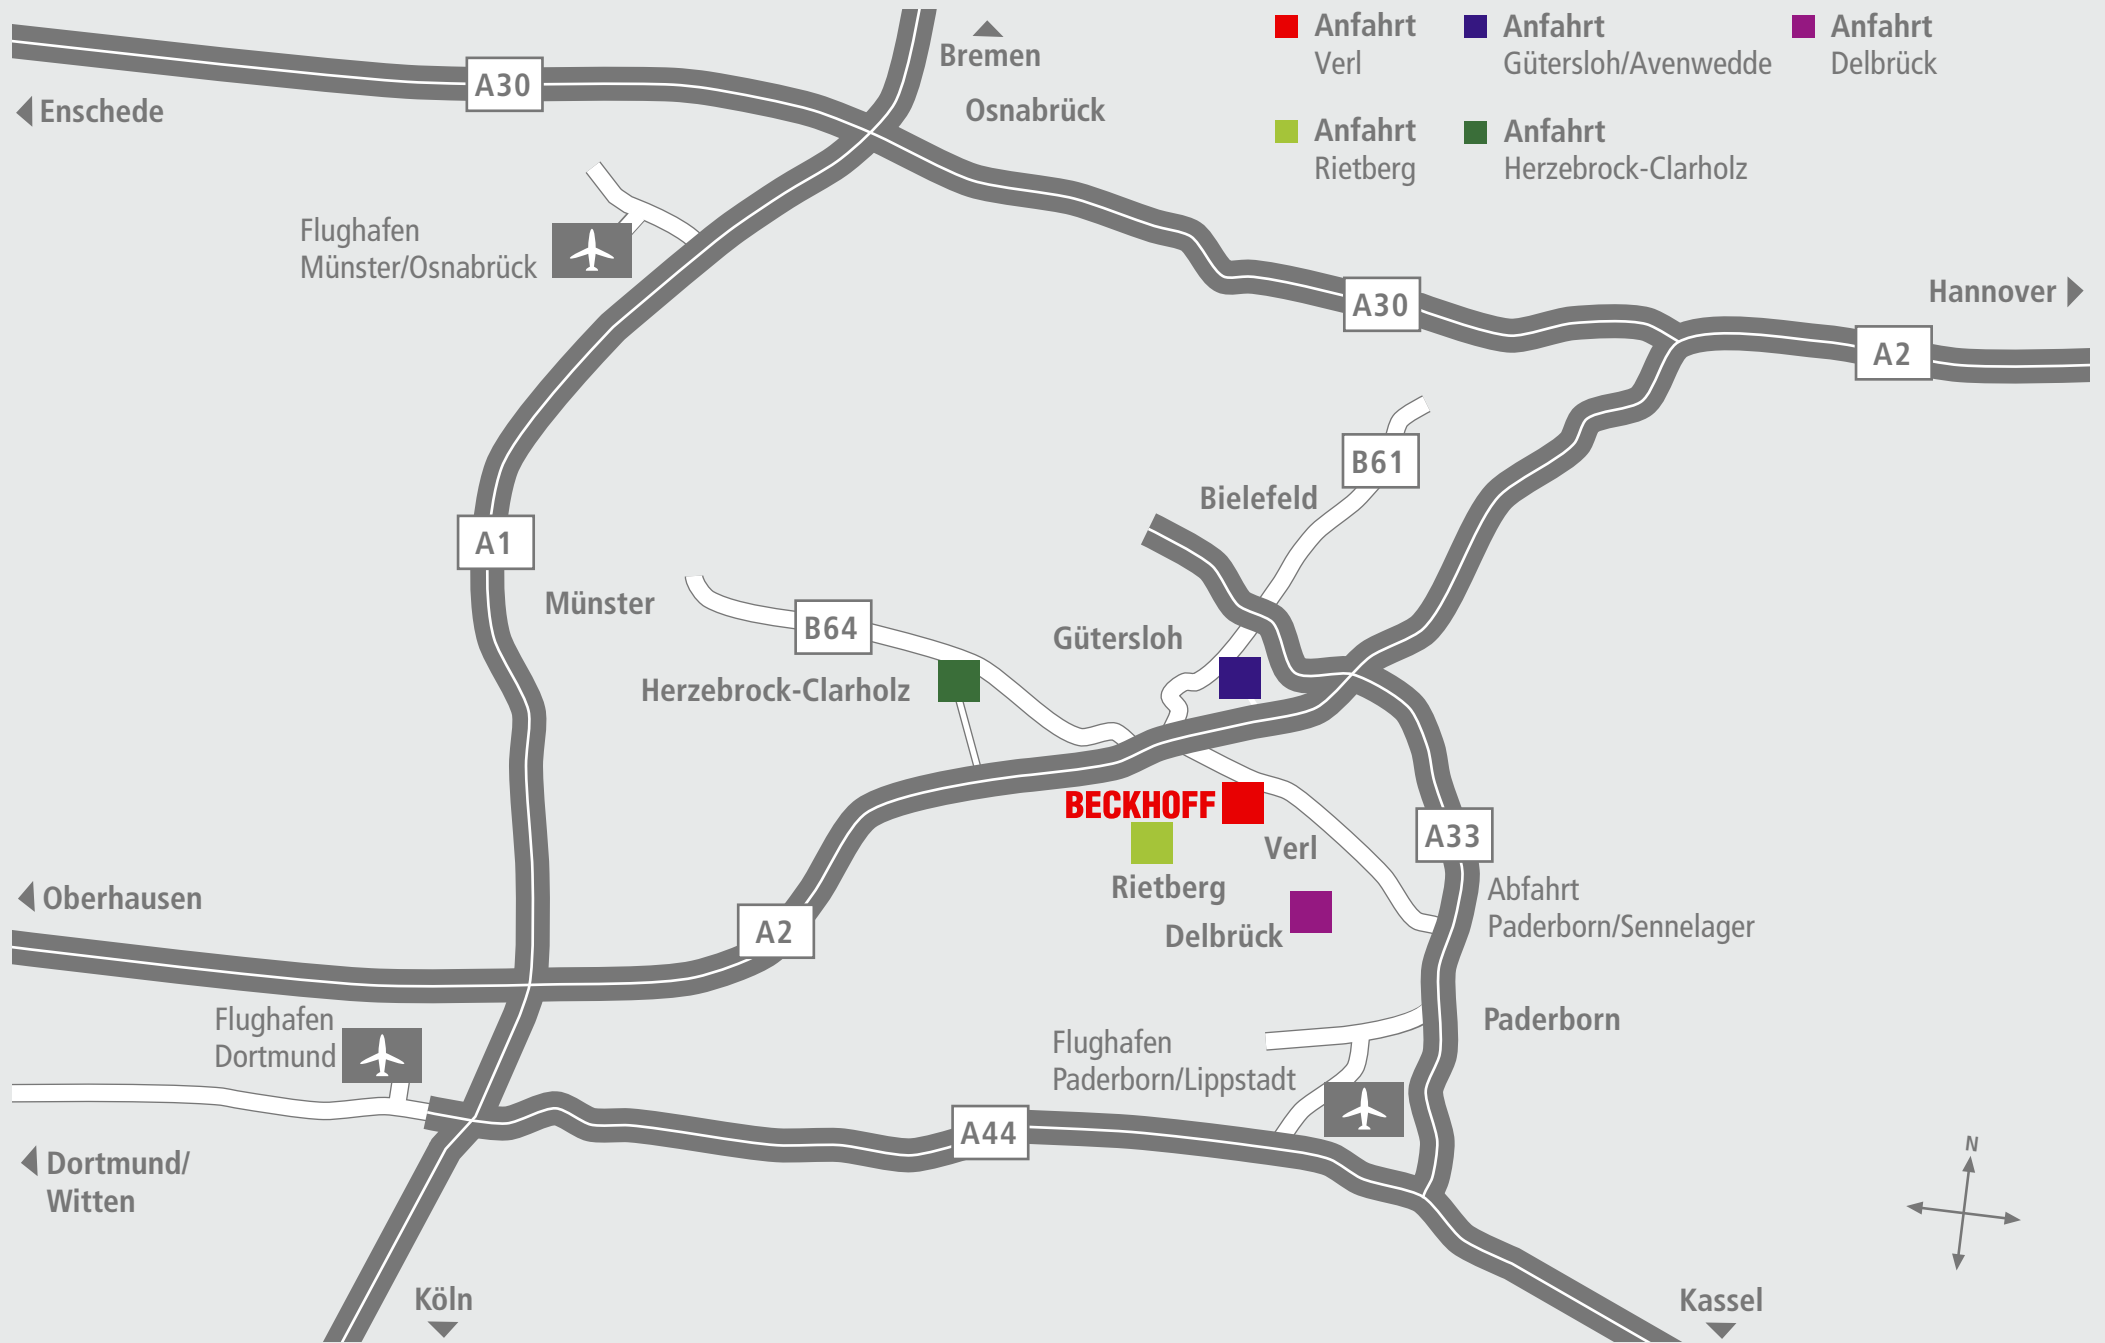 Anfahrt
Verl
Anfahrt
Gütersloh/Avenwedde
Anfahrt
Delbrück
Anfahrt
Rietberg
Anfahrt
Herzebrock-Clarholz
Bremen
Osnabrück
A30
Enschede
Flughafen
Münster/Osnabrück
Hannover
A30
A2
B61
Bielefeld
A1
Münster
B64
Gütersloh
Herzebrock-Clarholz
BECKHOFF
Verl
A33
Rietberg
Delbrück
Abfahrt
Paderborn/Sennelager
Oberhausen
A2
Flughafen
Dortmund
Paderborn
Flughafen
Paderborn/Lippstadt
A44
Dortmund/
Witten
N
Köln
Kassel